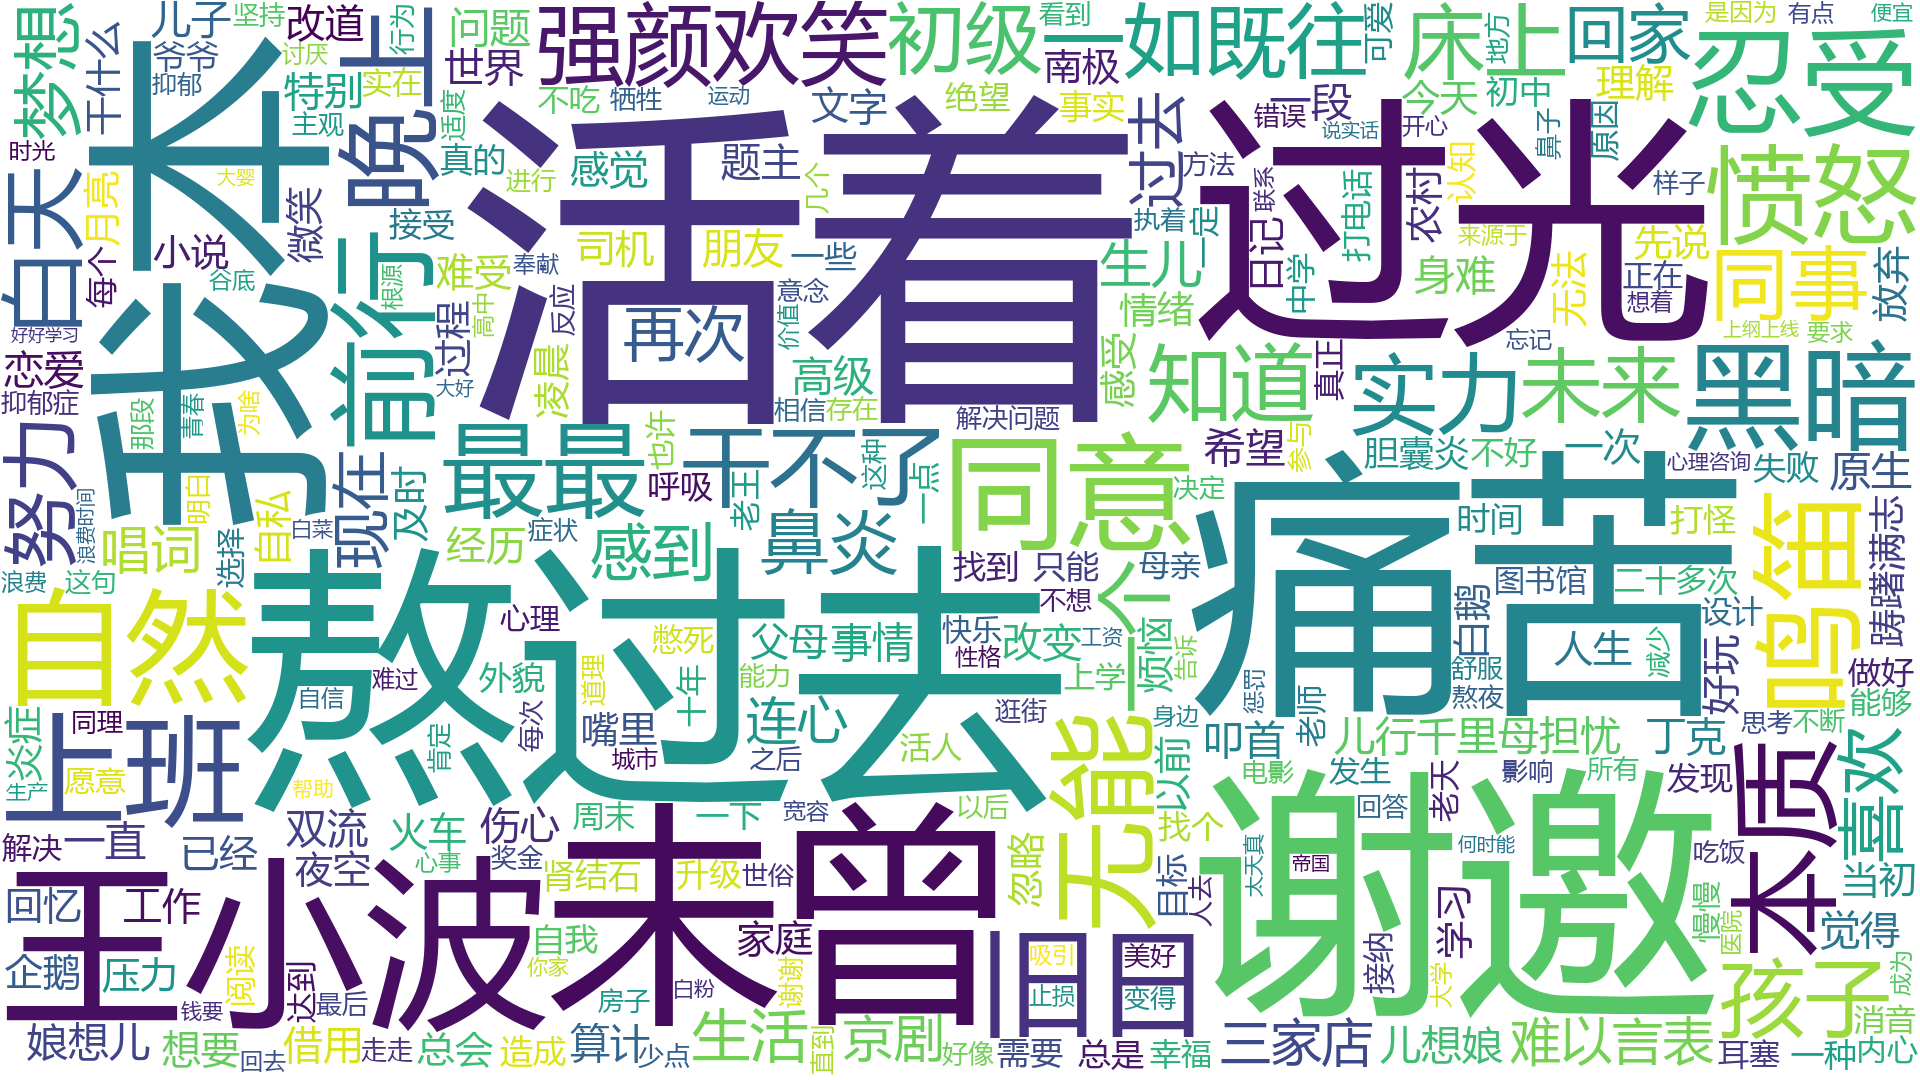 梦想
干什么
儿子
坚持
改道
行为
爷爷
讨厌
抑郁
特别
实在
主观
上
晚
问题
世界
强颜欢笑
初级
看到
一如既往
南极
可爱
床上
地方
回家
是因为
有点
便宜
忍受
理解
不吃
牺牲
运动
文字
绝望
事实
适度
真的
进行
感觉
题主
几个
活着
过去
一段
错误
说实话
开心
今天
初中
鼻子
原因
过光
方法
联系
日记
中学
打电话
农村
认知
样子
来源于
先说
愤怒
时光
月亮
本
大婴
白天
每个
小说
谷底
微笑
接受
根源
前行
难受
奉献
司机
朋友
一些
执着
一定
生儿
情绪
身难
无法
正在
想着
同事
放弃
上纲上线
要求
忘记
好好学习
恋爱
抑郁症
那段
青春
为啥
我
过程
高中
反应
大好
凌晨
再次
意念
价值
高级
相信
存在
解决问题
感受
知道
真正
实力
未来
黑暗
努力
浪费时间
明白
自私
白菜
现在
及时
最最
也许
呼吸
干不了
这种
一点
老王
同意
决定
希望
参与
胆囊炎
不好
一次
心理咨询
失败
原生
唱词
选择
浪费
这句
经历
症状
感到
鼻炎
找到
只能
母亲
痛苦
时间
打怪
图书馆
二十多次
白鹅
设计
鸣笛
踌躇满志
自然
熬过去
心理
憋死
父母
事情
快乐
不想
性格
改变
工资
一个
烦恼
告诉
上学
人生
舒服
熬夜
减少
好玩
做好
能够
自信
难过
外貌
道理
十年
能力
连心
逛街
身边
惩罚
老师
叩首
儿行千里母担忧
丁克
思考
不断
炎症
同理
上班
愿意
生产
肯定
每次
嘴里
城市
之后
活人
以前
电影
发生
老天
影响
所有
发现
本质
喜欢
帮助
解决
一直
已经
双流
夜空
火车
心事
伤心
奖金
周末
一下
宽容
以后
无能
找个
回答
何时能
吃饭
肾结石
升级
世俗
忽略
目标
人去
太天真
帝国
谢邀
当初
慢慢
医院
觉得
回忆
工作
王小波
未曾
自我
家庭
你家
企鹅
压力
阅读
达到
钱要
最后
房子
白粉
谢谢
旧日
吸引
止损
美好
变得
接纳
学习
大学
孩子
成为
消音
娘想儿
想要
回去
借用
走走
总会
造成
算计
少点
生活
直到
京剧
好像
需要
总是
幸福
三家店
儿想娘
难以言表
耳塞
一种
内心